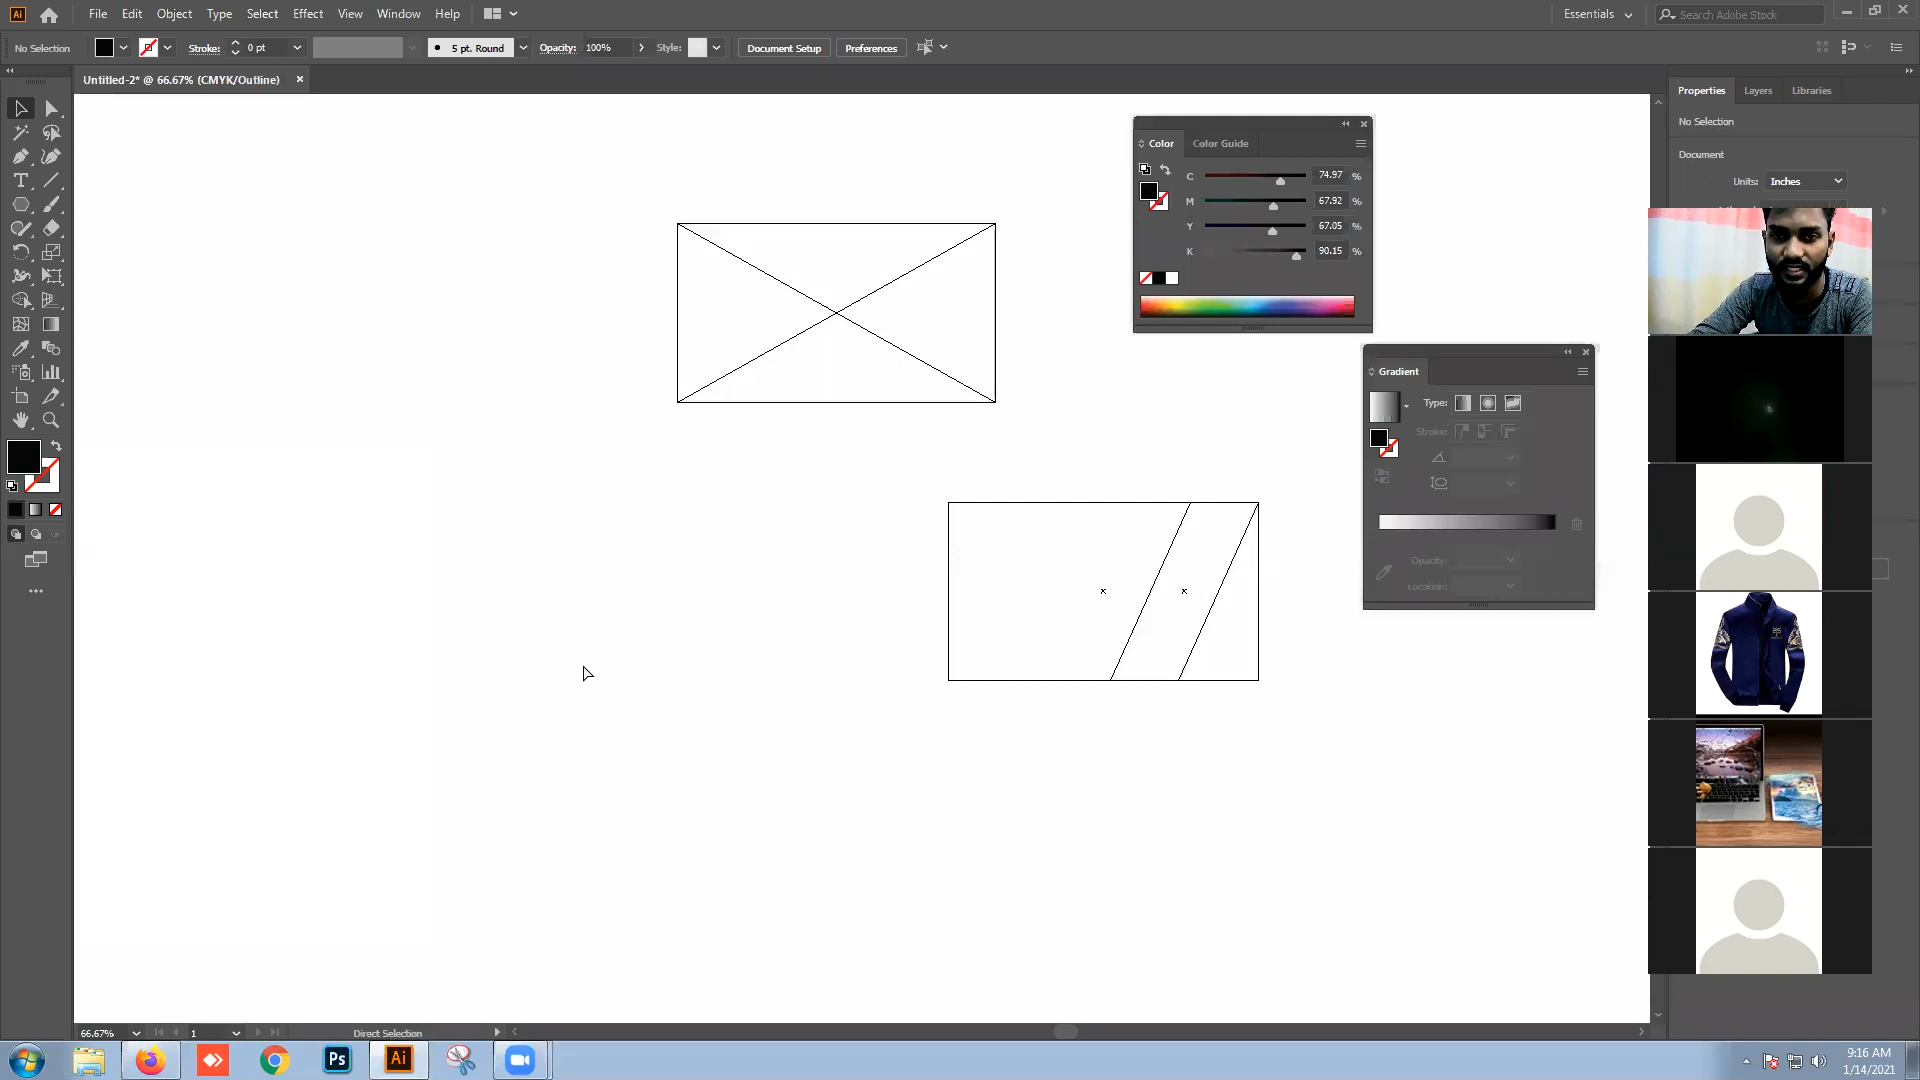 Ai File Edit Object Type Select Effect View Window Help Essentials Search Adobe Stock
No Selection Stroke: 0 pt 5 pt. Round Opacity: 100% Style: Document Setup Preferences
Untitled-2* @ 66.67% (CMYK/Outline)
Properties Layers Libraries
No Selection
Document
Units: Inches
Color Color Guide
C 74.97 %
M 67.92 %
Y 67.05 %
K 90.15 %
Gradient
Type:
Stroke:
Opacity:
Location:
66.67% 1 Direct Selection
Ps Ai
9:16 AM
1/14/2021